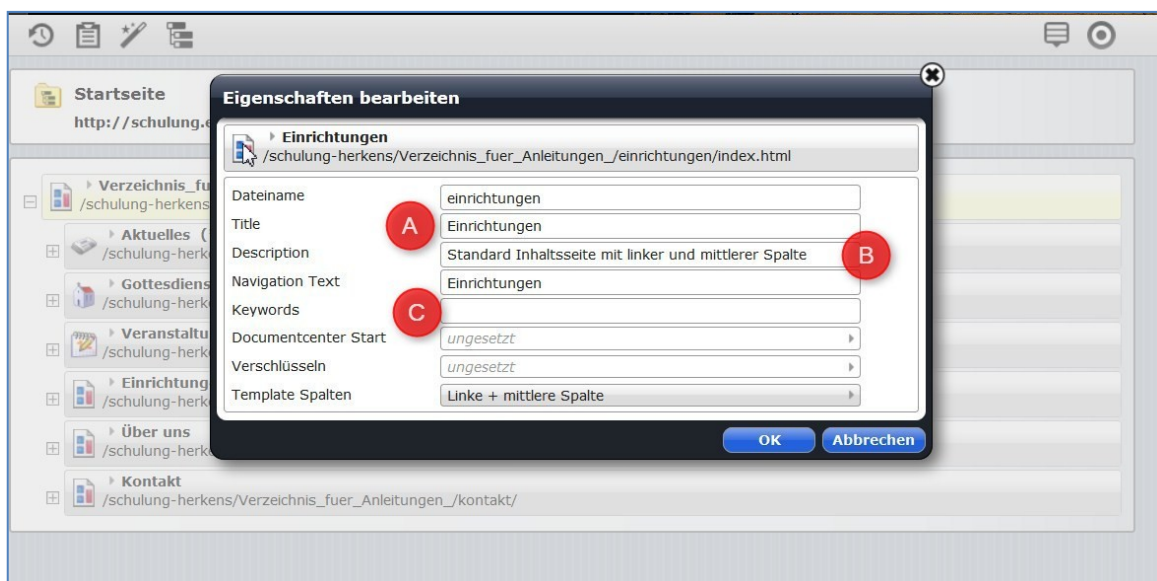 Startseite
http://schulung.e
Eigenschaften bearbeiten
Einrichtungen
/schulung-herkens/Verzeichnis_fuer_Anleitungen_/einrichtungen/index.html
Dateiname einrichtungen
Title A Einrichtungen
Description Standard Inhaltsseite mit linker und mittlerer Spalte B
Navigation Text Einrichtungen
Keywords C
Documentcenter Start ungesetzt
Verschlüsseln ungesetzt
Template Spalten Linke + mittlere Spalte
OK Abbrechen
Verzeichnis_fu
/schulung-herkens
Aktuelles (
/schulung-herk
Gottesdiens
/schulung-herk
Veranstaltu
/schulung-herk
Einrichtung
/schulung-herk
Über uns
/schulung-herk
Kontakt
/schulung-herkens/Verzeichnis_fuer_Anleitungen_/kontakt/